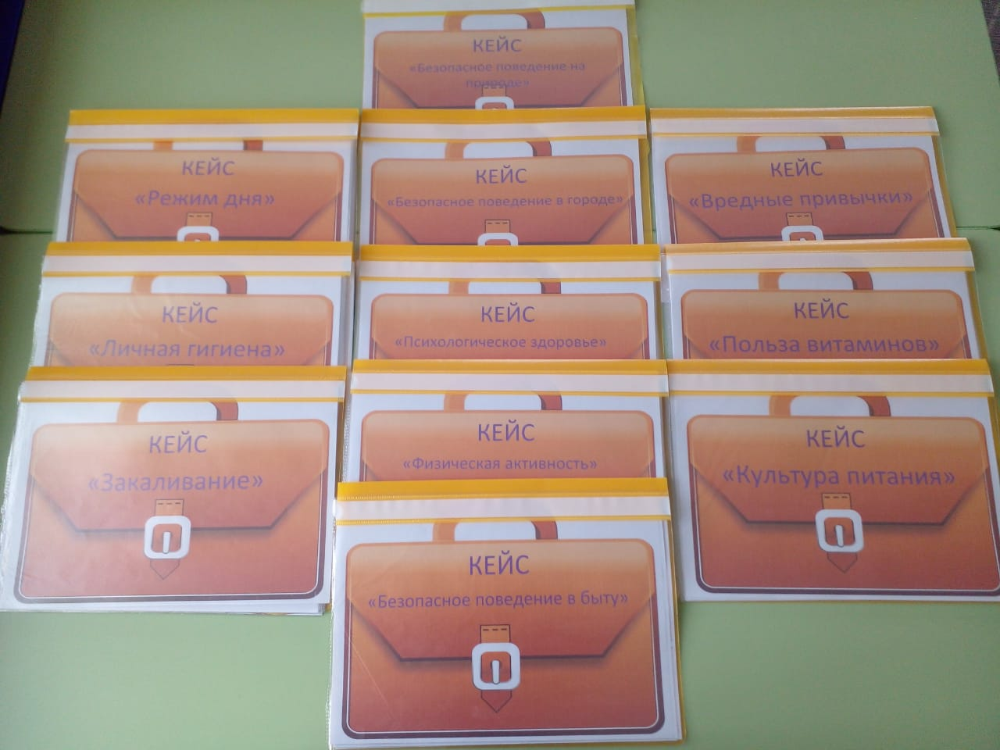 КЕЙС
«Безопасное поведение на
природе»
КЕЙС
«Режим дня»
КЕЙС
«Безопасное поведение в городе»
КЕЙС
«Вредные привычки»
КЕЙС
«Личная гигиена»
КЕЙС
«Психологическое здоровье»
КЕЙС
«Польза витаминов»
КЕЙС
«Закаливание»
КЕЙС
«Физическая активность»
КЕЙС
«Культура питания»
КЕЙС
«Безопасное поведение в быту»